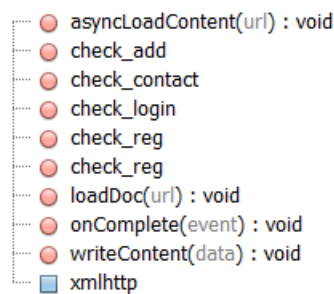 asyncLoadContent(url) : void
check_add
check_contact
check_login
check_reg
check_reg
loadDoc(url) : void
onComplete(event) : void
writeContent(data) : void
xmlhttp